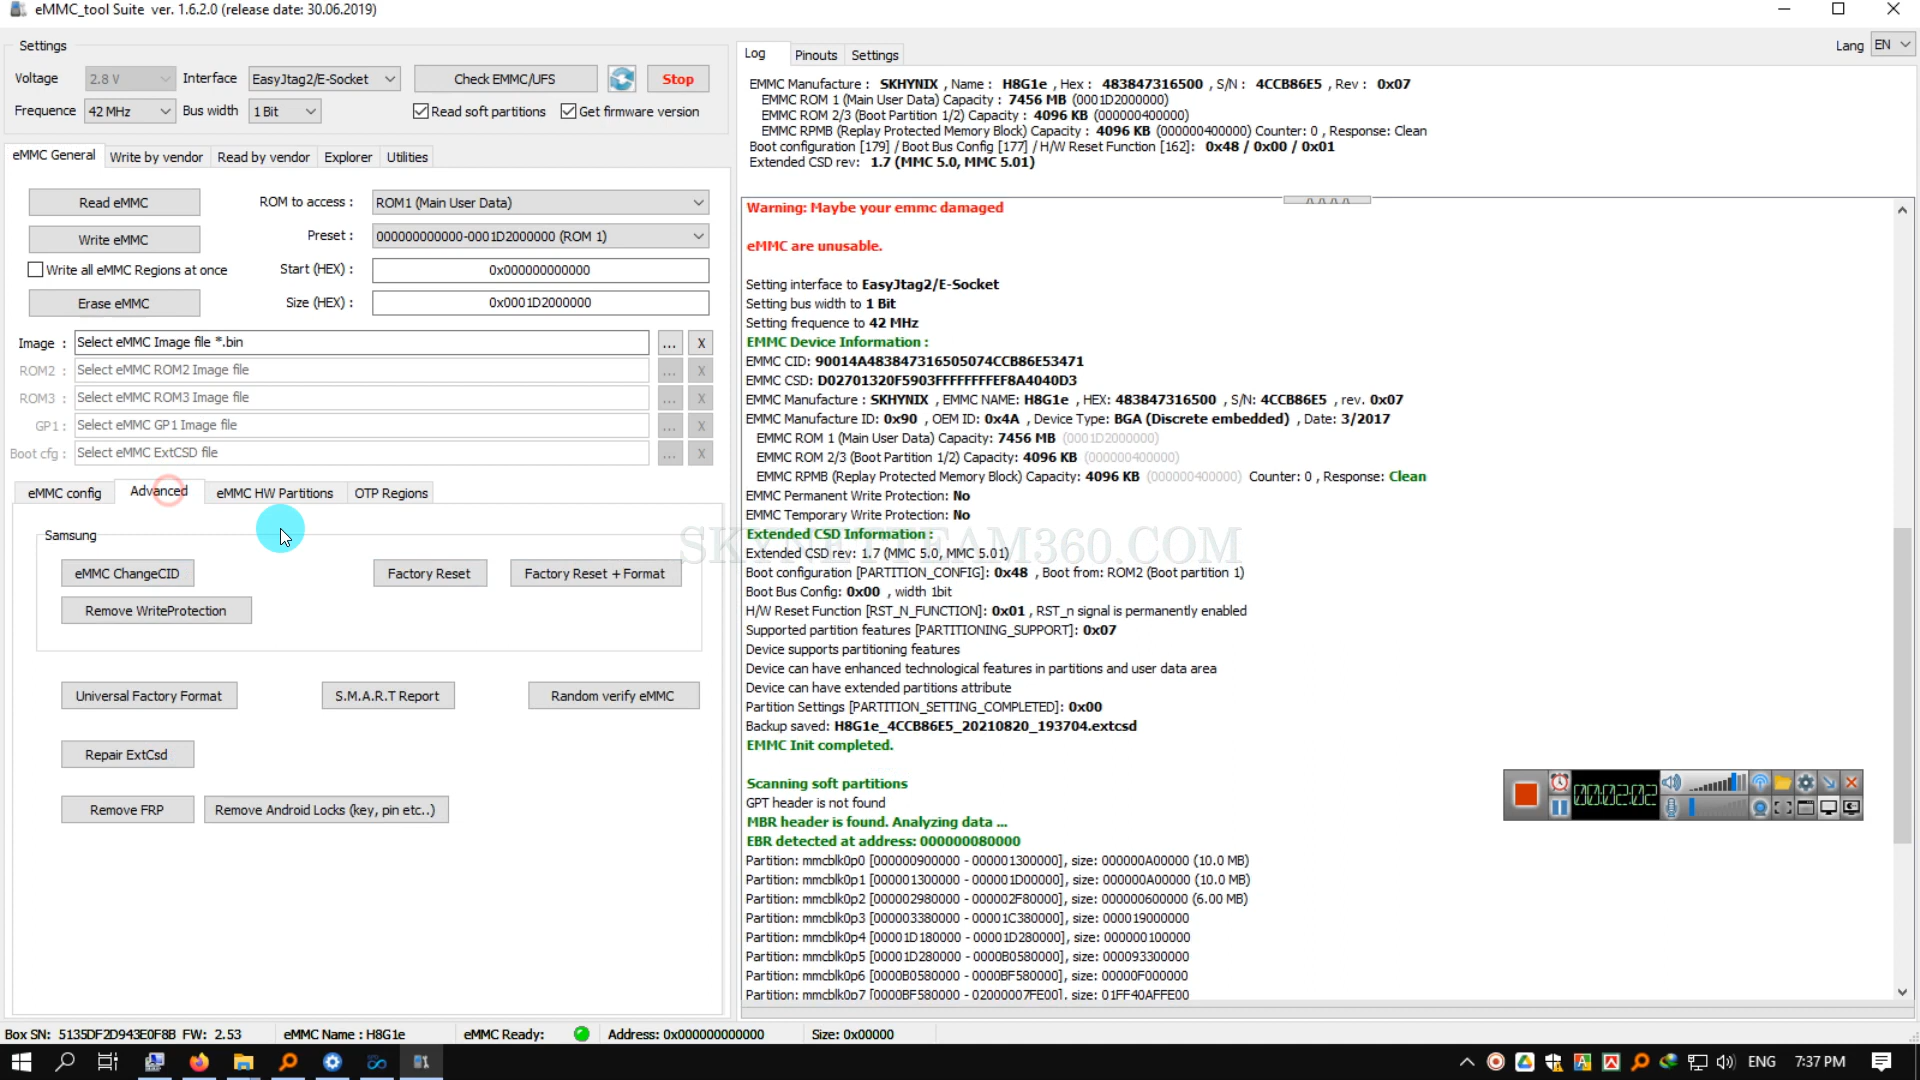 eMMC_tool Suite  ver. 1.6.2.0 (release date: 30.06.2019)
Settings
Voltage 2.8 V Interface EasyJtag2/E-Socket Check EMMC/UFS Stop
Frequency 42 MHz Bus width 1 Bit Read soft partitions Get firmware version
eMMC General Write by vendor Read by vendor Explorer Utilities
Read eMMC ROM to access : ROM1 (Main User Data)
Write eMMC Preset : 000000000000-0001D2000000 (ROM 1)
Write all eMMC Regions at once Start (HEX) : 0x000000000000
Erase eMMC Size (HEX) : 0x0001D2000000
Image : Select eMMC Image file *.bin ... X
ROM2 : Select eMMC ROM2 Image file ... X
ROM3 : Select eMMC ROM3 Image file ... X
GP1 : Select eMMC GP1 Image file ... X
Boot cfg : Select eMMC ExtCSD file ... X
eMMC config Advanced eMMC HW Partitions OTP Regions
Samsung
eMMC ChangeCID Factory Reset Factory Reset + Format
Remove WriteProtection
Universal Factory Format S.M.A.R.T Report Random verify eMMC
Repair ExtCsd
Remove FRP Remove Android Locks (key, pin etc..)
Log Pinouts Settings Lang EN
EMMC Manufacture : SKHYNIX , Name : H8G1e , Hex : 483847316500 , S/N : 4CCB86E5 , Rev : 0x07
EMMC ROM 1 (Main User Data) Capacity : 7456 MB (0001D2000000)
EMMC ROM 2/3 (Boot Partition 1/2) Capacity : 4096 KB (000000400000)
EMMC RPMB (Replay Protected Memory Block) Capacity : 4096 KB (000000400000) Counter: 0 , Response: Clean
Boot configuration [179] / Boot Bus Config [177] / H/W Reset Function [162]: 0x48 / 0x00 / 0x01
Extended CSD rev: 1.7 (MMC 5.0, MMC 5.01)
Warning: Maybe your emmc damaged
eMMC are unusable.
Setting interface to EasyJtag2/E-Socket
Setting bus width to 1 Bit
Setting frequency to 42 MHz
EMMC Device Information :
EMMC CID: 90014A483847316505074CCB86E53471
EMMC CSD: D02701320F5903FFFFFFFFEF8A4040D3
EMMC Manufacture : SKHYNIX , EMMC NAME: H8G1e , HEX: 483847316500 , S/N: 4CCB86E5 , rev. 0x07
EMMC Manufacture ID: 0x90 , OEM ID: 0x4A , Device Type: BGA (Discrete embedded) , Date: 3/2017
EMMC ROM 1 (Main User Data) Capacity: 7456 MB (0001D2000000)
EMMC ROM 2/3 (Boot Partition 1/2) Capacity: 4096 KB (000000400000)
EMMC RPMB (Replay Protected Memory Block) Capacity: 4096 KB (000000400000) Counter: 0 , Response: Clean
EMMC Permanent Write Protection: No
EMMC Temporary Write Protection: No
SKYNETTEAM360.COM
Extended CSD Information :
Extended CSD rev: 1.7 (MMC 5.0, MMC 5.01)
Boot configuration [PARTITION_CONFIG]: 0x48 , Boot from: ROM2 (Boot partition 1)
Boot Bus Config: 0x00 , width 1bit
H/W Reset Function [RST_N_FUNCTION]: 0x01 , RST_n signal is permanently enabled
Supported partition features [PARTITIONING_SUPPORT]: 0x07
Device supports partitioning features
Device can have enhanced technological features in partitions and user data area
Device can have extended partitions attribute
Partition Settings [PARTITION_SETTING_COMPLETED]: 0x00
Backup saved: H8G1e_4CCB86E5_20210820_193704.extcsd
EMMC Init completed.
Scanning soft partitions
GPT header is not found
MBR header is found. Analyzing data ...
EBR detected at address: 000000080000
Partition: mmcblk0p0 [000000900000 - 000001300000], size: 000000A00000 (10.0 MB)
Partition: mmcblk0p1 [000001300000 - 000001D00000], size: 000000A00000 (10.0 MB)
Partition: mmcblk0p2 [000002980000 - 000002F80000], size: 000000600000 (6.00 MB)
Partition: mmcblk0p3 [000003380000 - 00001C380000], size: 000019000000
Partition: mmcblk0p4 [00001D180000 - 00001D280000], size: 000000100000
Partition: mmcblk0p5 [00001D280000 - 0000B0580000], size: 000093300000
Partition: mmcblk0p6 [0000B0580000 - 0000BF580000], size: 00000F000000
Partition: mmcblk0p7 [0000BF580000 - 02000007FE00], size: 01FF40AFFE00
00:02:02
Box SN: 5135DF2D943E0F8B FW: 2.53 eMMC Name : H8G1e eMMC Ready: Address: 0x000000000000 Size: 0x00000
ENG 7:37 PM